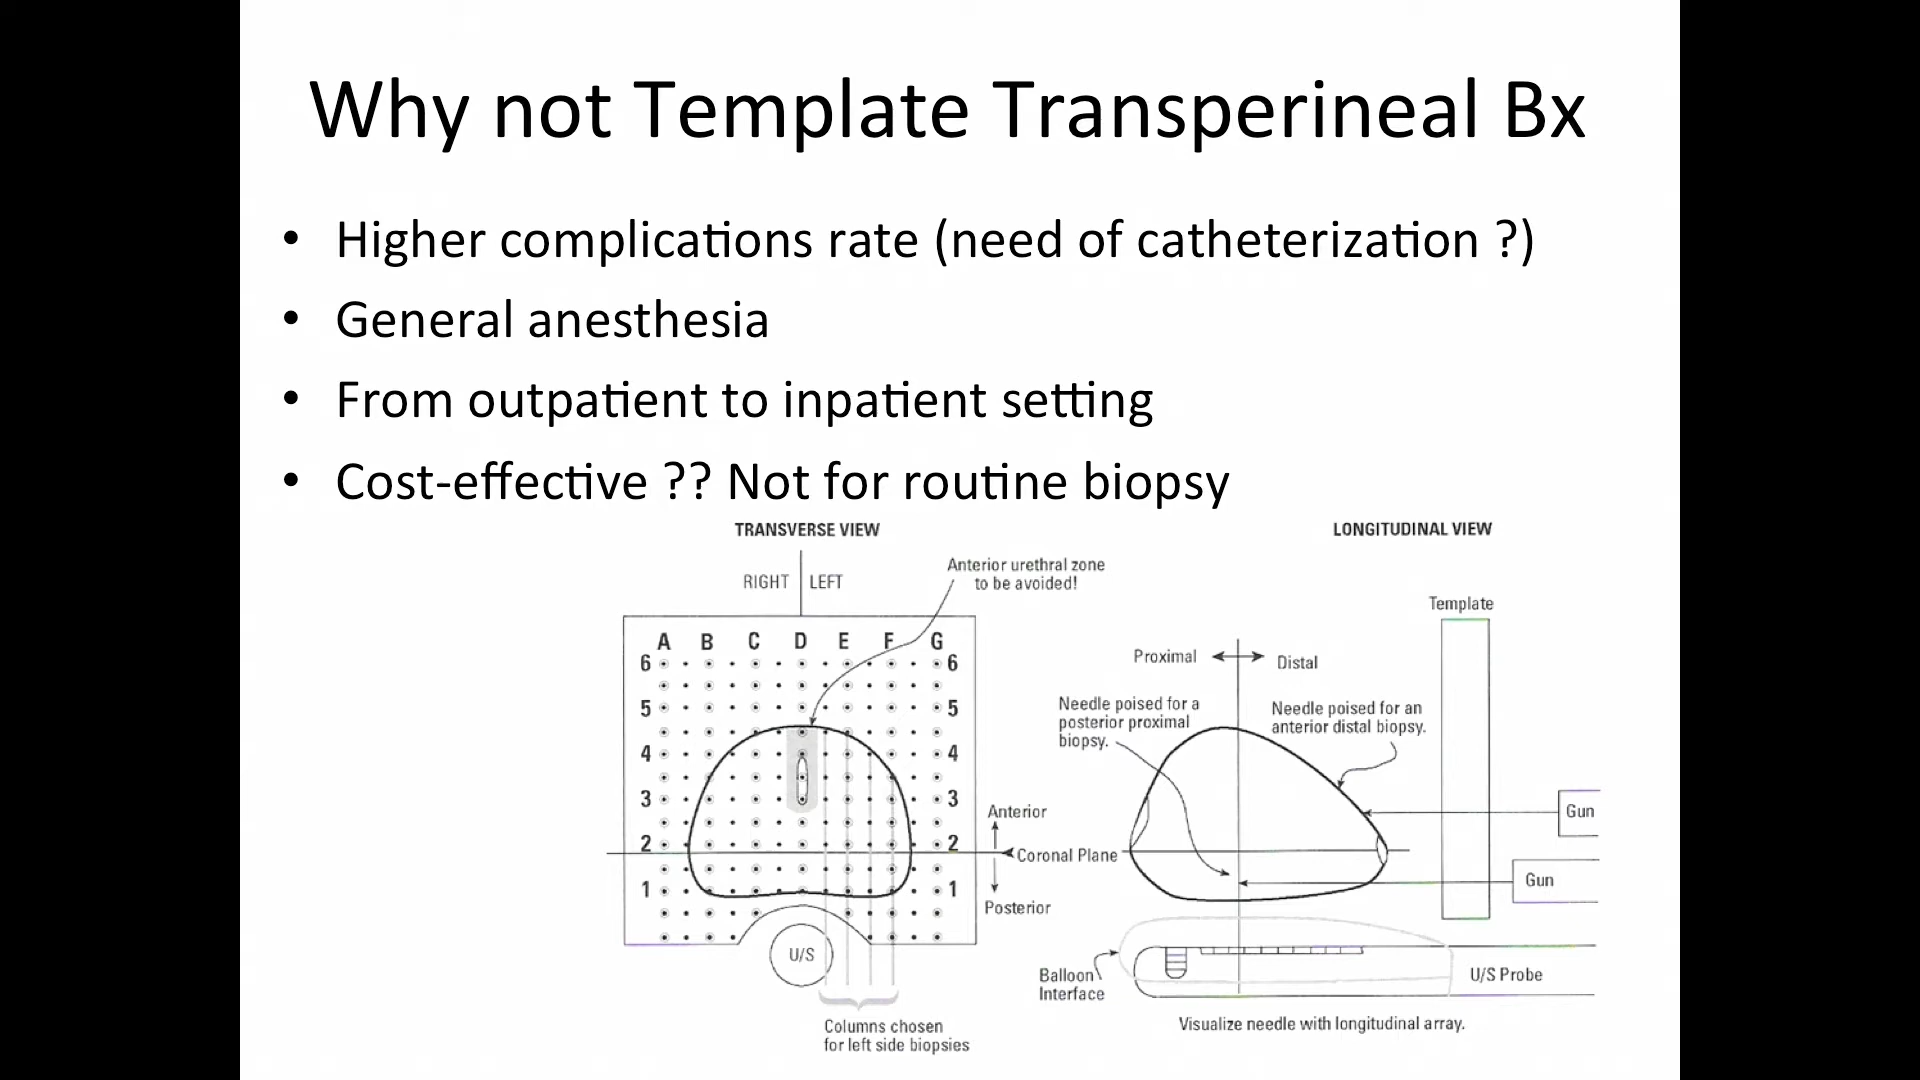 Why not Template Transperineal Bx
• Higher complications rate (need of catheterization ?)
• General anesthesia
• From outpatient to inpatient setting
• Cost-effective ?? Not for routine biopsy
TRANSVERSE VIEW
RIGHT LEFT
Anterior urethral zone
to be avoided!
A B C D E F G
6 6
5 5
4 4
3 3
2 2
1 1
Anterior
Coronal Plane
Posterior
U/S
Columns chosen
for left side biopsies
LONGITUDINAL VIEW
Template
Proximal Distal
Needle poised for a
posterior proximal
biopsy.
Needle poised for an
anterior distal biopsy.
Gun
Gun
Balloon
Interface
U/S Probe
Visualize needle with longitudinal array.